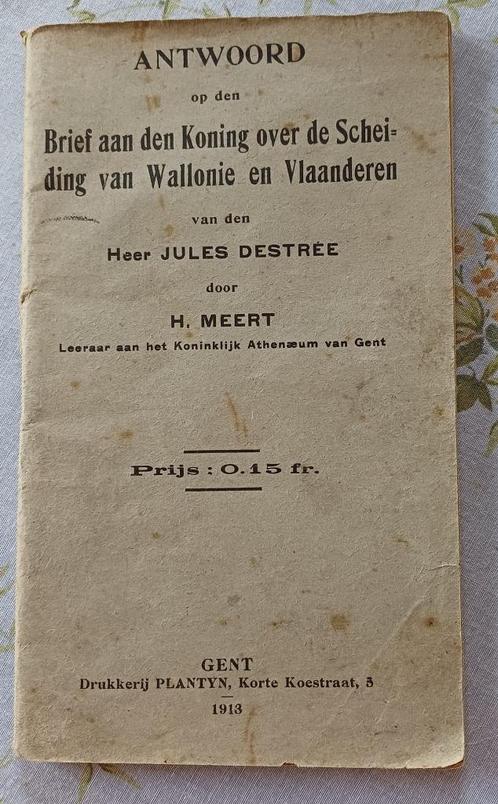 ANTWOORD
op den
Brief aan den Koning over de Schei=
ding van Wallonie en Vlaanderen
van den
Heer JULES DESTRÉE
door
H. MEERT
Leeraar aan het Koninklijk Athenæum van Gent
Prijs : 0.15 fr.
GENT
Drukkerij PLANTYN, Korte Koestraat, 5
1913